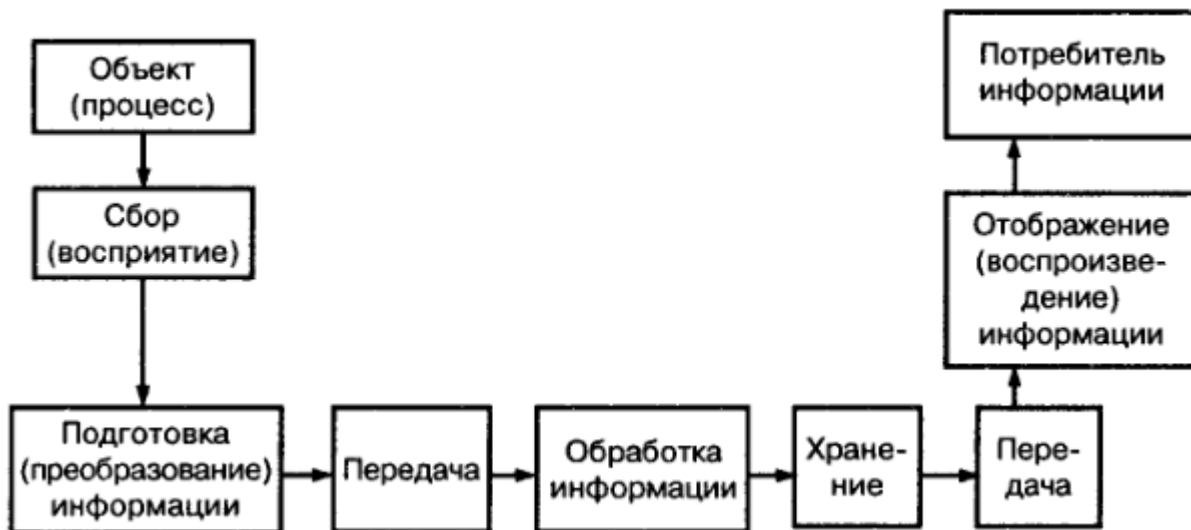 Объект
(процесс)
Сбор
(восприятие)
Подготовка
(преобразование)
информации
Передача
Обработка
информации
Хране-
ние
Пере-
дача
Отображение
(воспроизве-
дение)
информации
Потребитель
информации